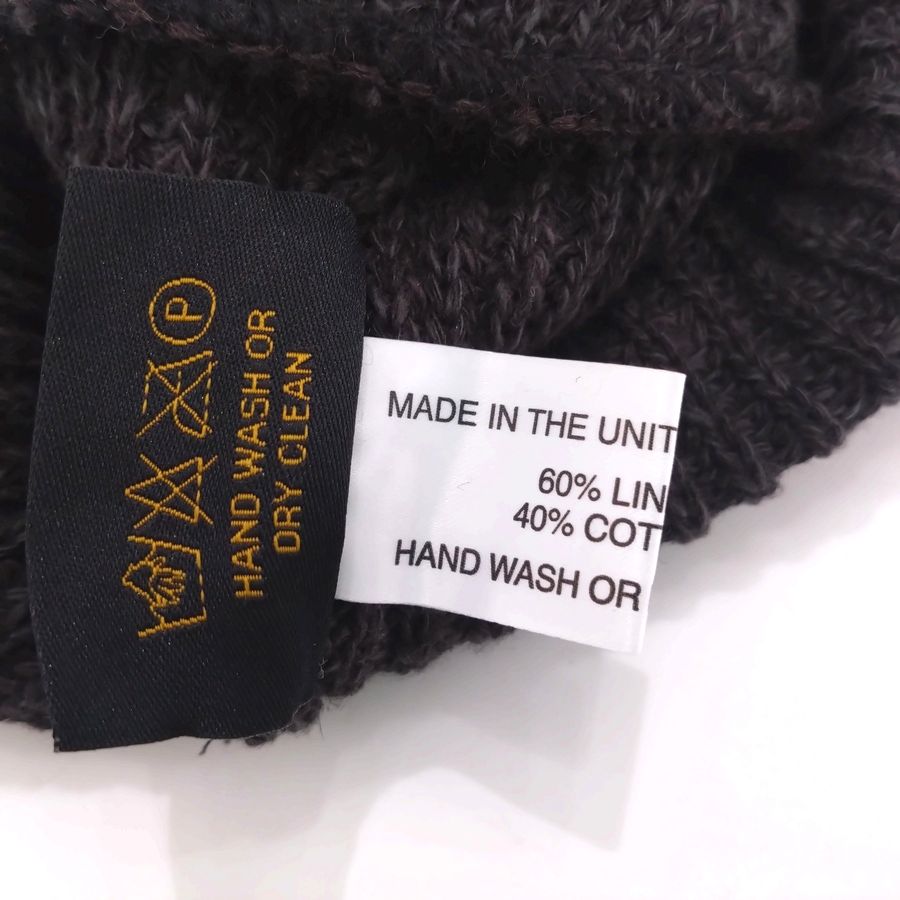 P
HAND WASH OR
DRY CLEAN
MADE IN THE UNIT
60% LIN
40% COT
HAND WASH OR